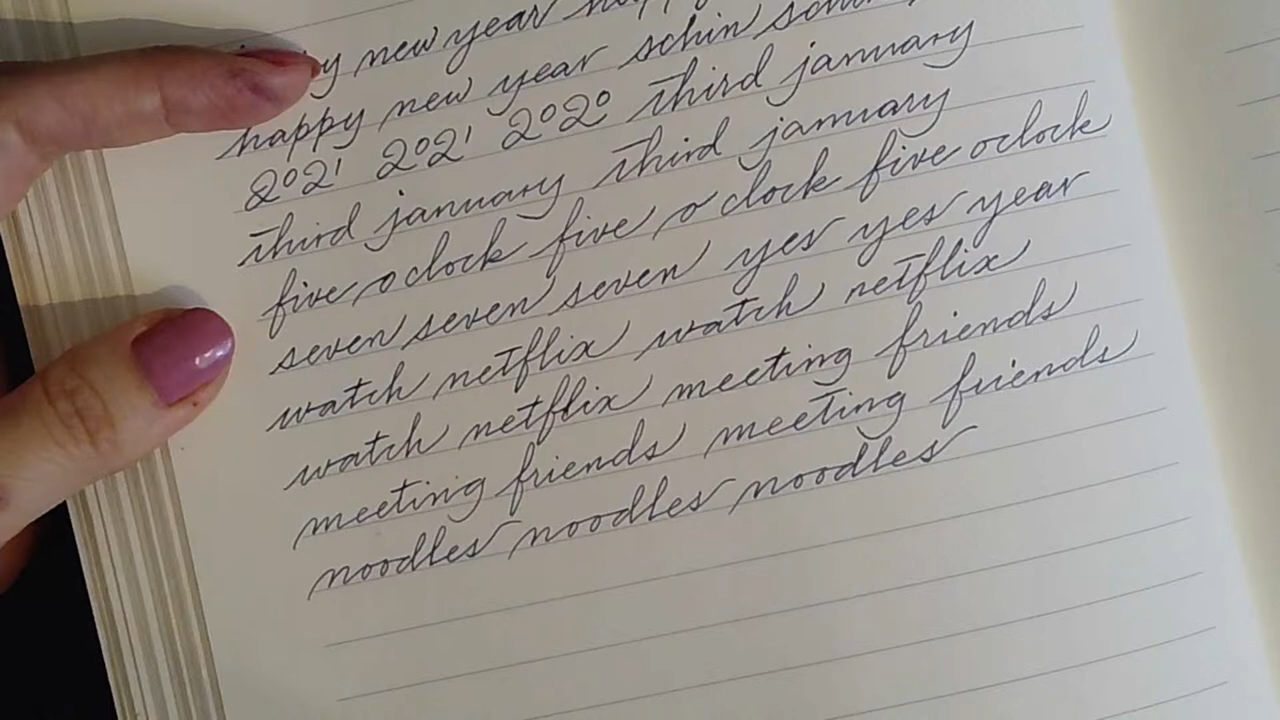 new year
happy new year schin
2021 2021 2020 third january
third january third january
five oclock five o clock five oclock
seven seven seven yes yes year
watch netflix watch netflix
watch netflix meeting friends
meeting friends meeting friends
noodles noodles noodles